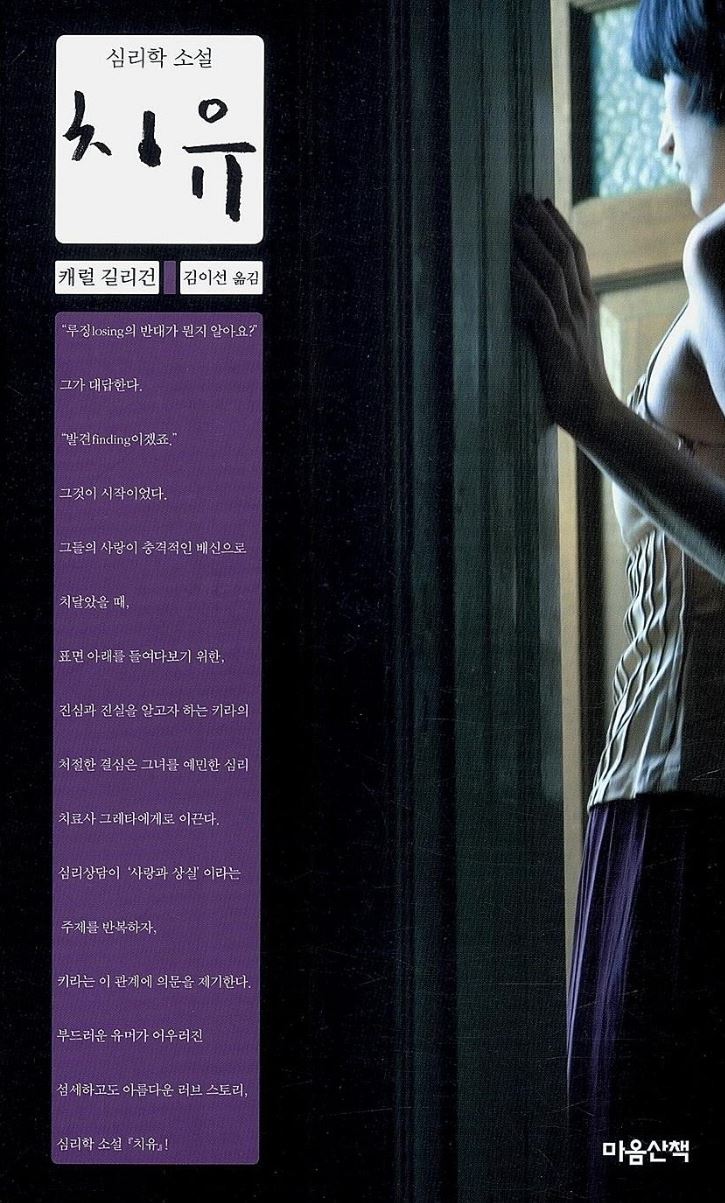 심리학 소설
치유
캐럴 길리건
김이선 옮김
“루징losing의 반대가 뭔지 알아요?”
그가 대답한다.
“발견finding이겠죠.”
그것이 시작이었다.
그들의 사랑이 충격적인 배신으로
치달았을 때,
표면 아래를 들여다보기 위한,
진심과 진실을 알고자 하는 키라의
처절한 결심은 그녀를 예민한 심리
치료사 그레타에게로 이끈다.
심리상담이 ‘사랑과 상실’이라는
주제를 반복하자,
키라는 이 관계에 의문을 제기한다.
부드러운 유머가 어우러진
섬세하고도 아름다운 러브 스토리,
심리학 소설 『치유』!
마음산책